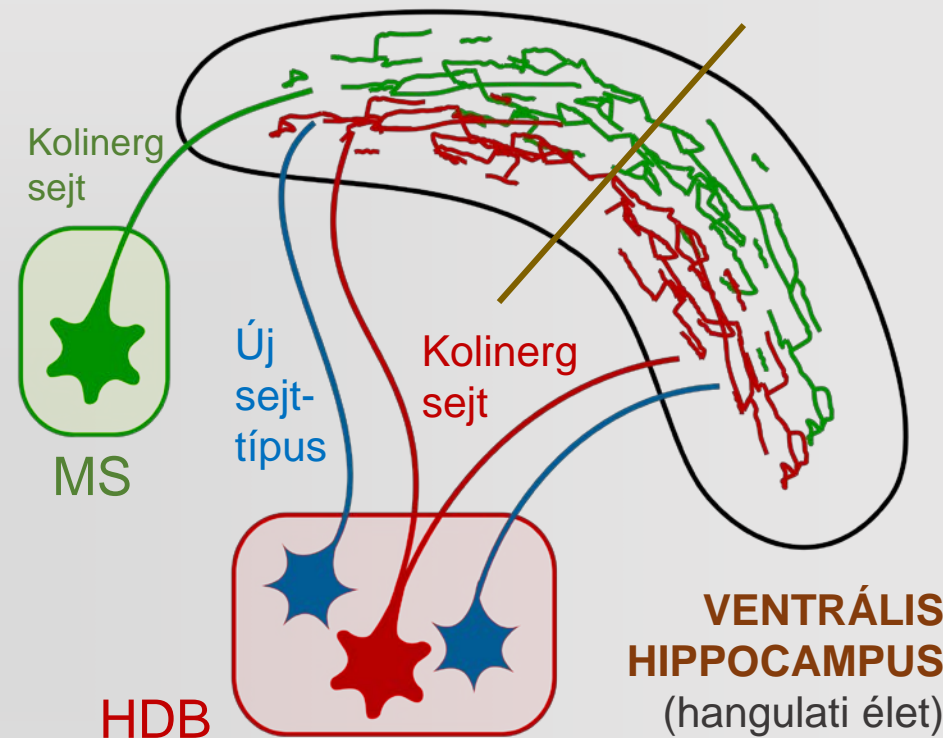 Kolinerg
sejt
MS
Új
sejt-
típus
Kolinerg
sejt
HDB
VENTRÁLIS
HIPPOCAMPUS
(hangulati élet)